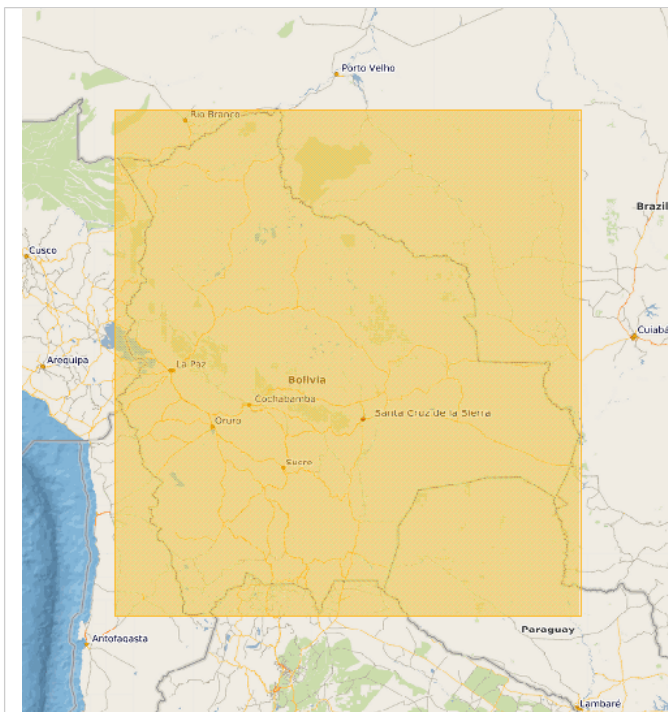 Porto Velho
Rio Branco
Brazil
Cusco
Cuiabá
Arequipa
La Paz
Bolivia
Cochabamba
Santa Cruz de la Sierra
Oruro
Sucre
Paraguay
Antofagasta
Lambaré